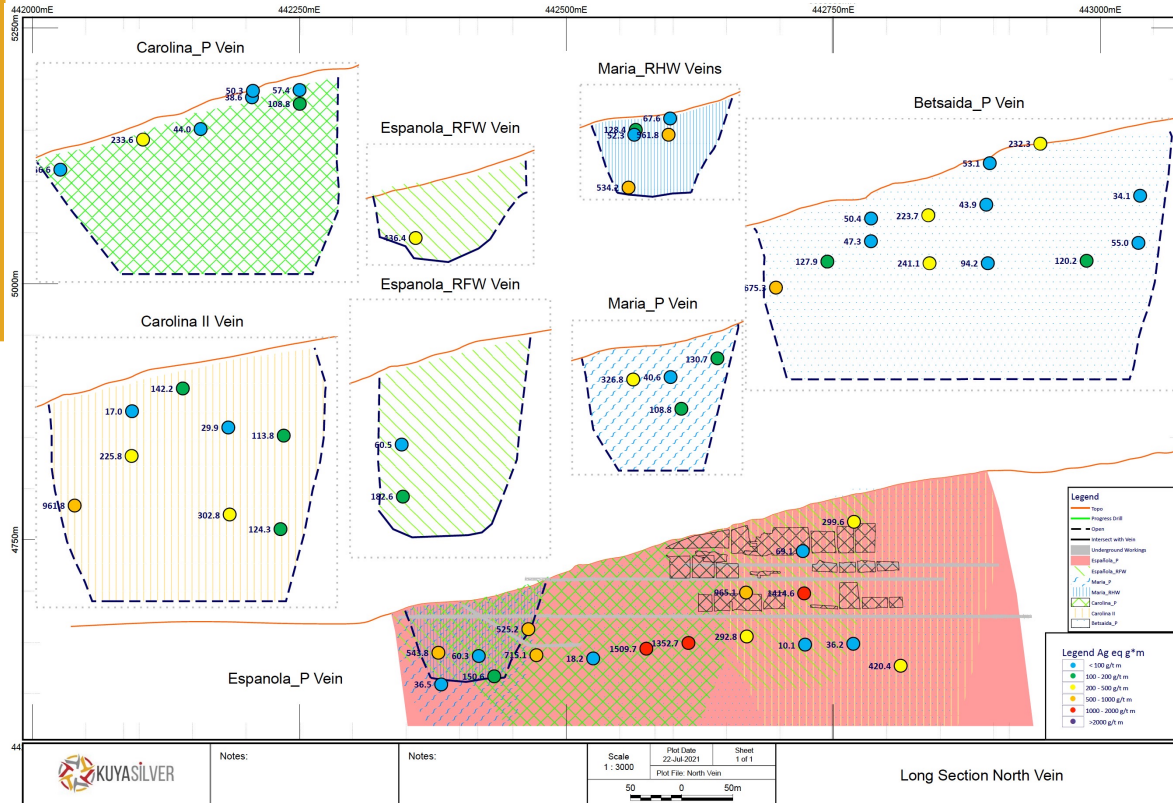 442000mE
442250mE
442500mE
442750mE
443000mE
5250m
Carolina_P Vein
50.3
38.6
57.4
108.8
44.0
233.6
Espanola_RFW Vein
436.4
Maria_RHW Veins
67.6
128.4
52.3
534.2
Betsaida_P Vein
232.3
53.1
34.1
43.9
223.7
50.4
47.3
55.0
127.9
241.1
94.2
120.2
675.3
5000m
Carolina II Vein
142.2
17.0
29.9
113.8
225.8
961.8
302.8
124.3
Espanola_RFW Vein
60.5
182.6
Maria_P Vein
130.7
326.8
40.6
108.8
4750m
Espanola_P Vein
299.6
69.1
965.1
1414.6
525.2
292.8
1352.7
1509.7
10.1
36.2
543.8
60.3
715.1
18.2
420.4
150.6
36.5
Legend
Topo
Progress Drill
Open
Intersect with Vein
Underground Workings
Española_P
Española_RFW
Maria_P
Maria_RHW
Carolina_P
Carolina II
Betsaida_P
Legend Ag eq g*m
< 100 g/t m
100 - 200 g/t m
200 - 500 g/t m
500 - 1000 g/t m
1000 - 2000 g/t m
>2000 g/t m
KUYASILVER
Notes:
Notes:
Scale
1 : 3000
Plot Date
22-Jul-2021
Sheet
1 of 1
Plot File: North Vein
50 0 50m
Long Section North Vein